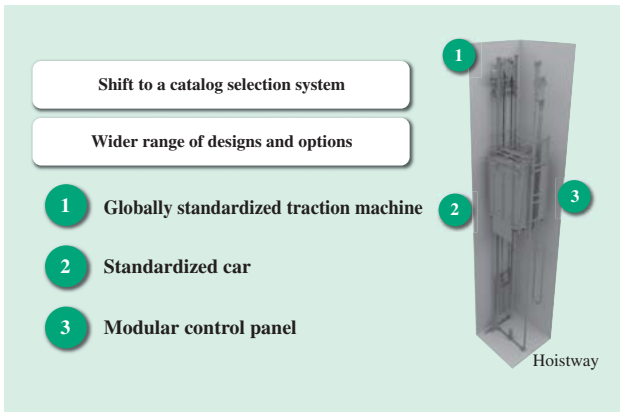 Shift to a catalog selection system
Wider range of designs and options
1 Globally standardized traction machine
2 Standardized car
3 Modular control panel
1
2
3
Hoistway